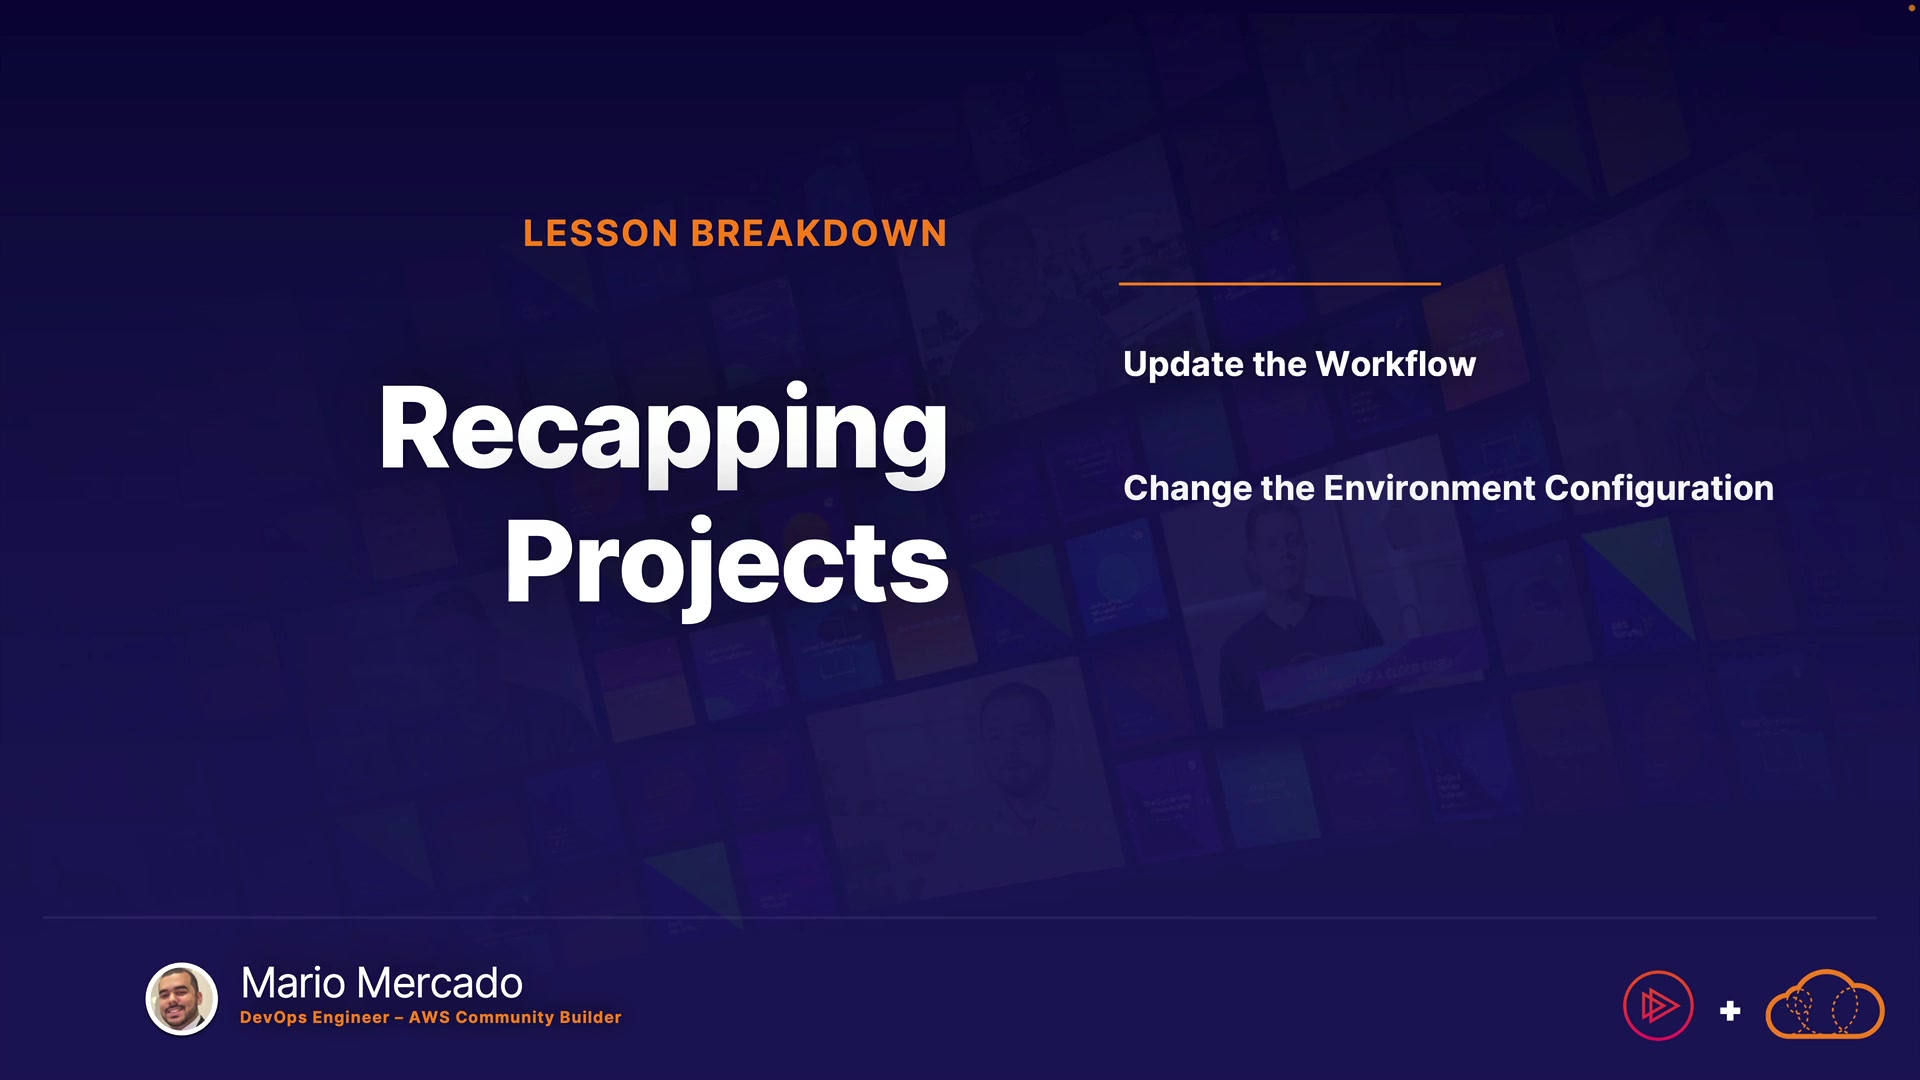 LESSON BREAKDOWN
Recapping
Projects
Update the Workflow
Change the Environment Configuration
Mario Mercado
DevOps Engineer – AWS Community Builder